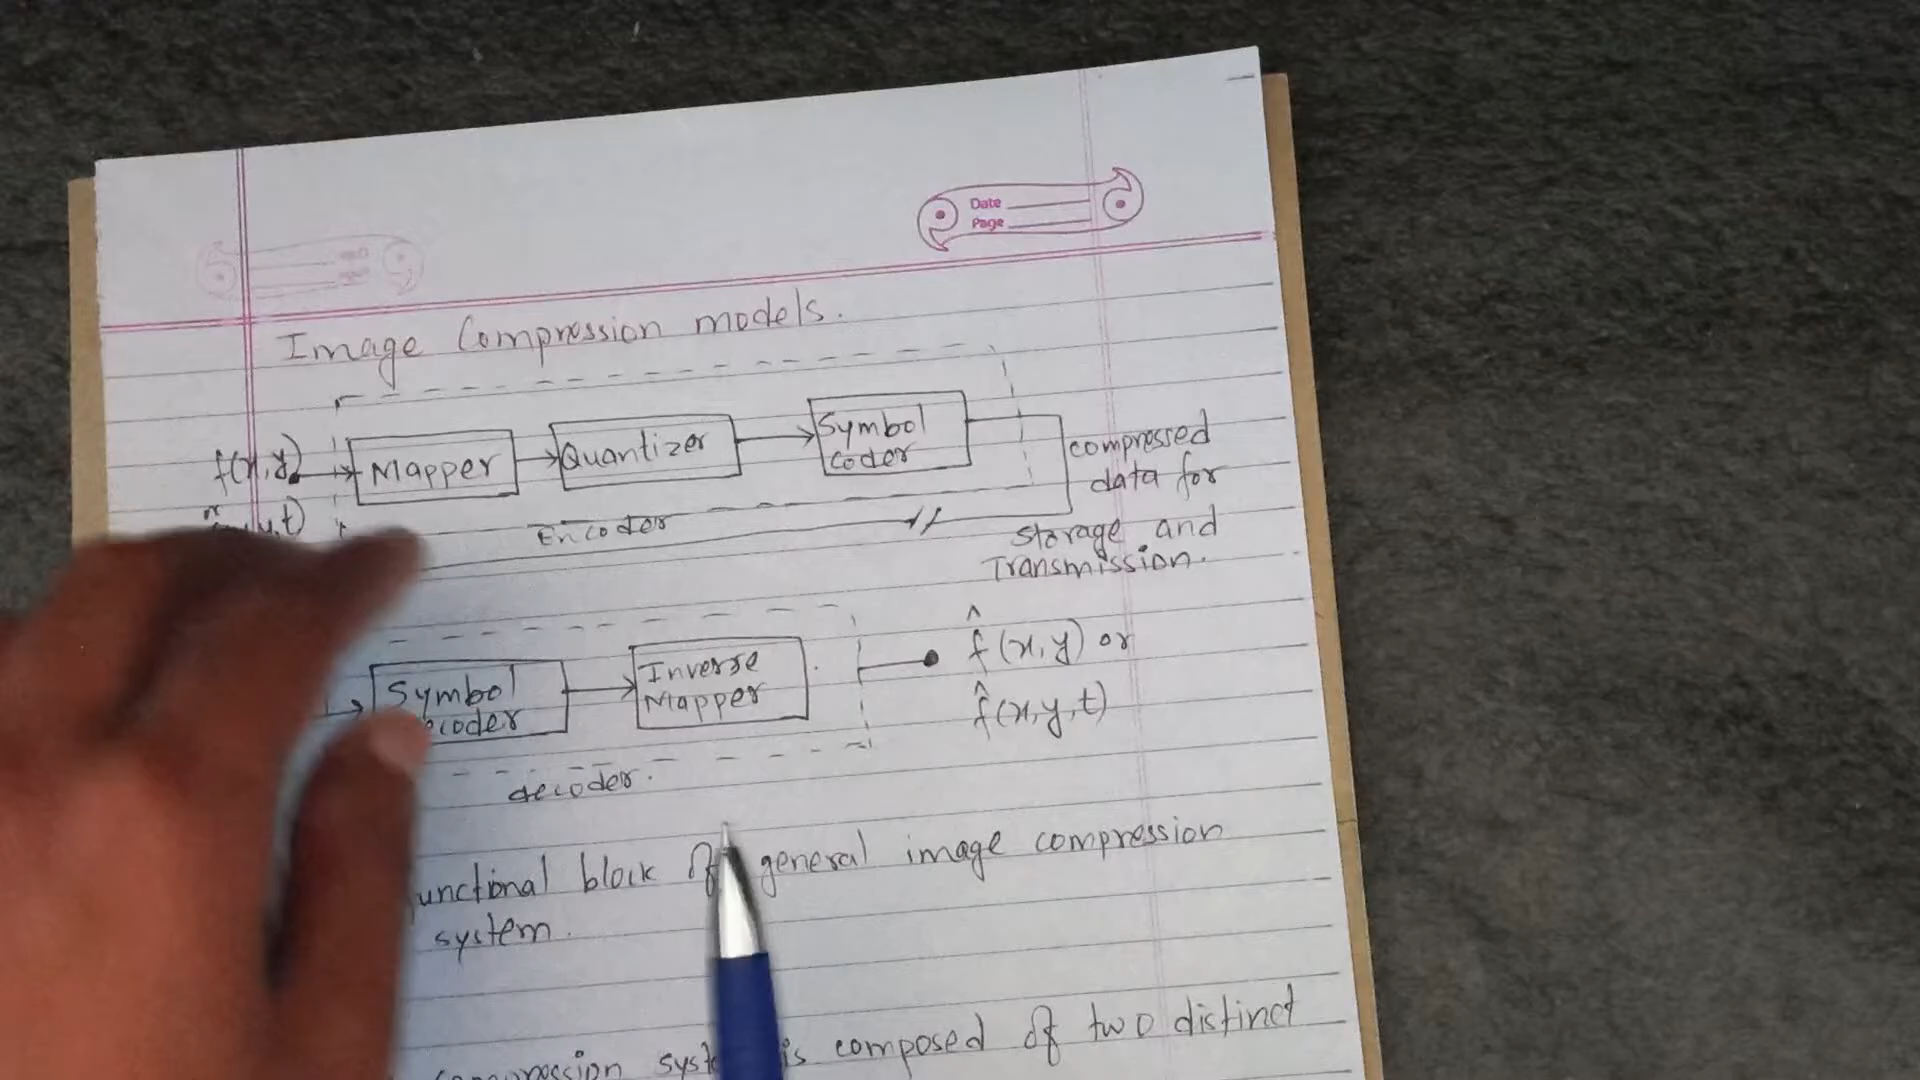 Date
Page
Image Compression models.
f(x,y)
Mapper
Quantizer
Symbol
coder
compressed
data for
storage and
Transmission.
y,t)
Encoder
Symbol
Inverse
Mapper
f̂(x,y) or
f̂(x,y,t)
decoder.
block of general image compression
system.
is composed of two distinct